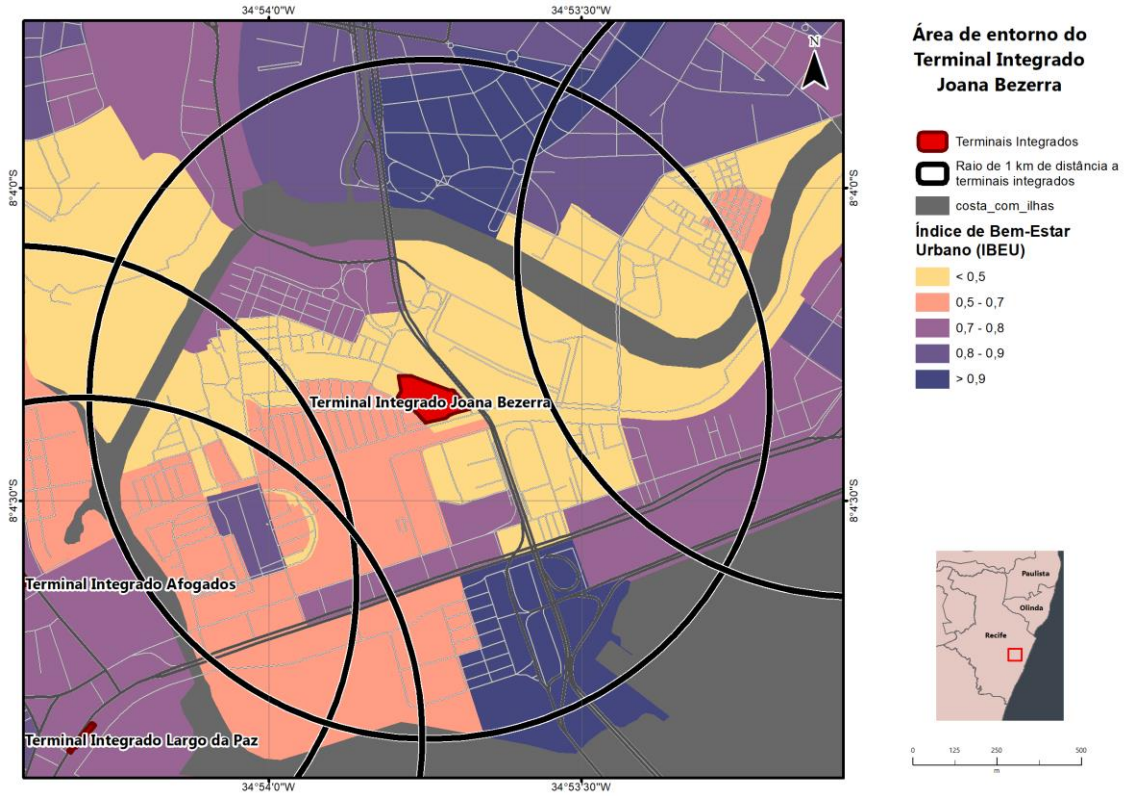 34°54'0"W
34°53'30"W
N
8°4'0"S
8°4'0"S
Terminal Integrado Joana Bezerra
8°4'30"S
8°4'30"S
Terminal Integrado Afogados
Terminal Integrado Largo da Paz
34°54'0"W
34°53'30"W
Área de entorno do
Terminal Integrado
Joana Bezerra
Terminais Integrados
Raio de 1 km de distância a
terminais integrados
costa_com_ilhas
Índice de Bem-Estar
Urbano (IBEU)
< 0,5
0,5 - 0,7
0,7 - 0,8
0,8 - 0,9
> 0,9
Paulista
Olinda
Recife
0 125 250 500
m